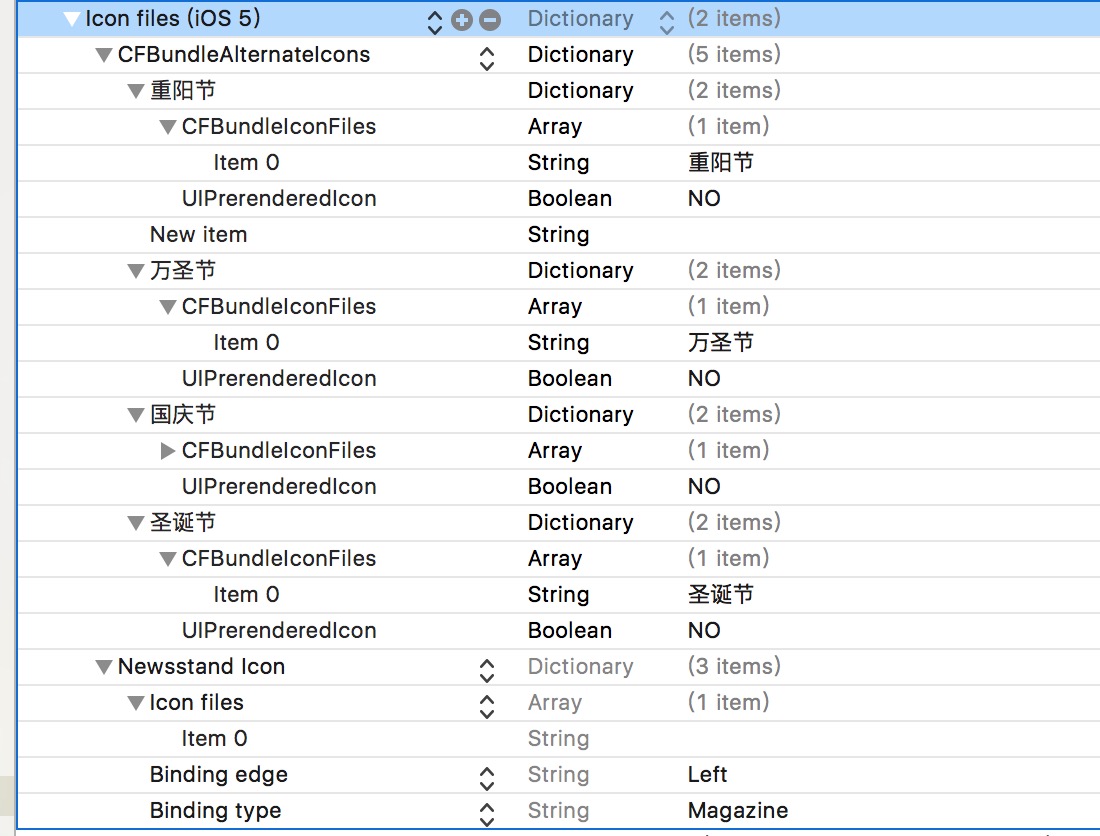 Icon files (iOS 5) Dictionary (2 items)
CFBundleAlternateIcons Dictionary (5 items)
重阳节 Dictionary (2 items)
CFBundleIconFiles Array (1 item)
Item 0 String 重阳节
UIPrerenderedIcon Boolean NO
New item String
万圣节 Dictionary (2 items)
CFBundleIconFiles Array (1 item)
Item 0 String 万圣节
UIPrerenderedIcon Boolean NO
国庆节 Dictionary (2 items)
CFBundleIconFiles Array (1 item)
UIPrerenderedIcon Boolean NO
圣诞节 Dictionary (2 items)
CFBundleIconFiles Array (1 item)
Item 0 String 圣诞节
UIPrerenderedIcon Boolean NO
Newsstand Icon Dictionary (3 items)
Icon files Array (1 item)
Item 0 String
Binding edge String Left
Binding type String Magazine